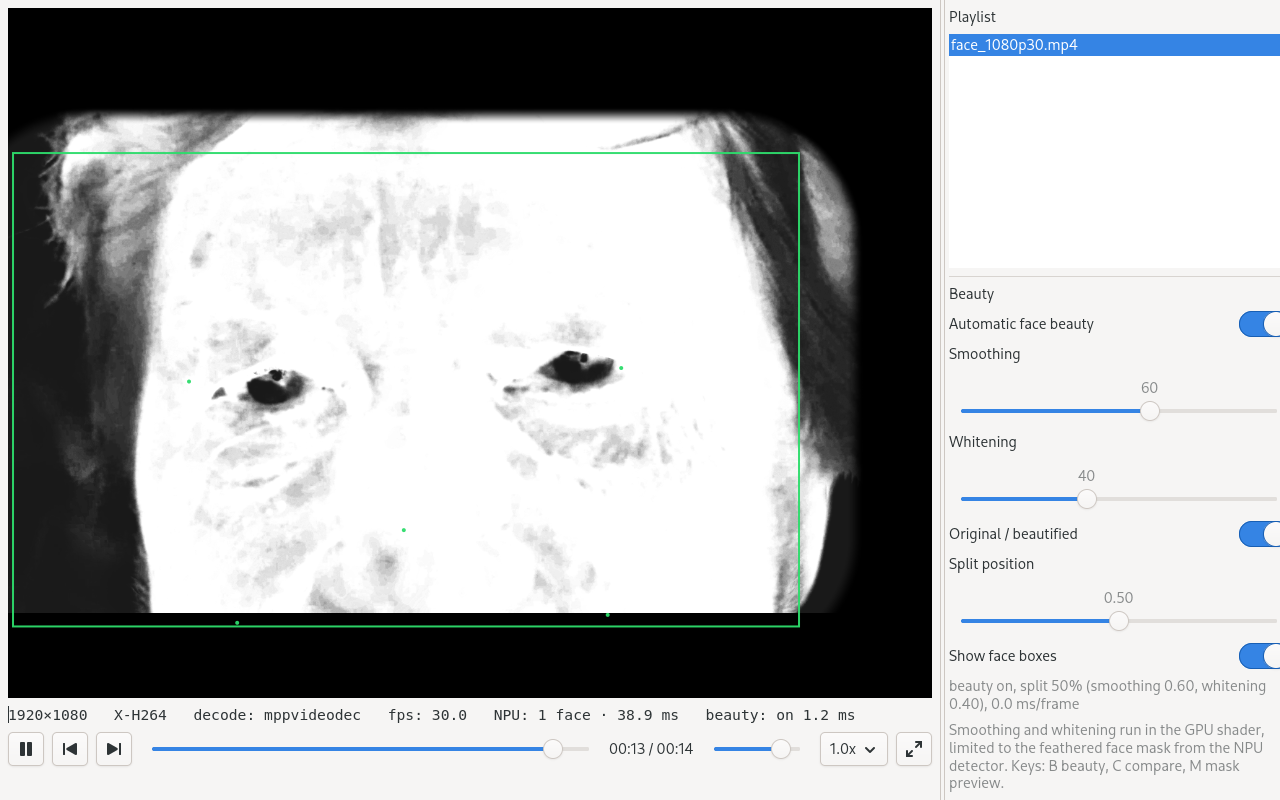 Playlist
face_1080p30.mp4
Beauty
Automatic face beauty
Smoothing
60
Whitening
40
Original / beautified
Split position
0.50
Show face boxes
beauty on, split 50% (smoothing 0.60, whitening
0.40), 0.0 ms/frame
Smoothing and whitening run in the GPU shader,
limited to the feathered face mask from the NPU
detector. Keys: B beauty, C compare, M mask
preview.
1920×1080 X-H264 decode: mppvideodec fps: 30.0 NPU: 1 face · 38.9 ms beauty: on 1.2 ms
00:13 / 00:14 1.0x